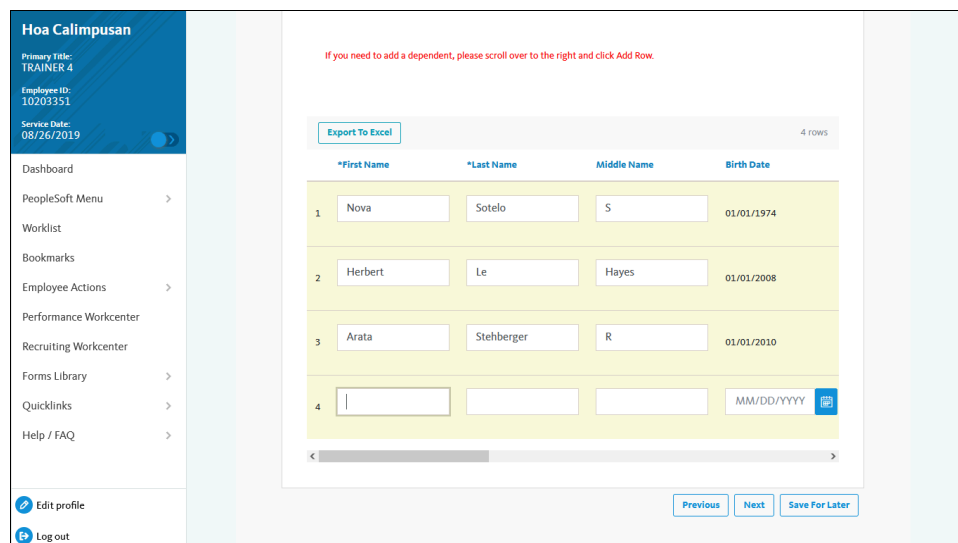 Hoa Calimpusan
Primary Title:
TRAINER 4
Employee ID:
10203351
Service Date:
08/26/2019
Dashboard
PeopleSoft Menu
Worklist
Bookmarks
Employee Actions
Performance Workcenter
Recruiting Workcenter
Forms Library
Quicklinks
Help / FAQ
Edit profile
Log out
If you need to add a dependent, please scroll over to the right and click Add Row.
Export To Excel 4 rows
*First Name *Last Name Middle Name Birth Date
1 Nova Sotelo S 01/01/1974
2 Herbert Le Hayes 01/01/2008
3 Arata Stehberger R 01/01/2010
4 MM/DD/YYYY
Previous Next Save For Later